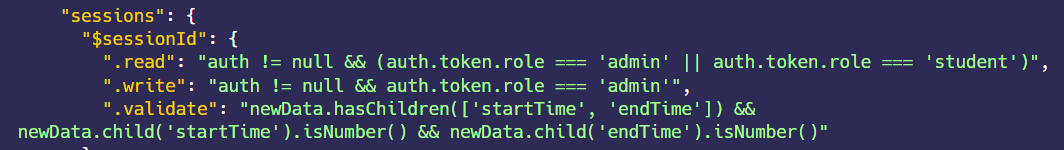 "sessions": {
"$sessionId": {
".read": "auth != null && (auth.token.role === 'admin' || auth.token.role === 'student')",
".write": "auth != null && auth.token.role === 'admin'",
".validate": "newData.hasChildren(['startTime', 'endTime']) &&
newData.child('startTime').isNumber() && newData.child('endTime').isNumber()"